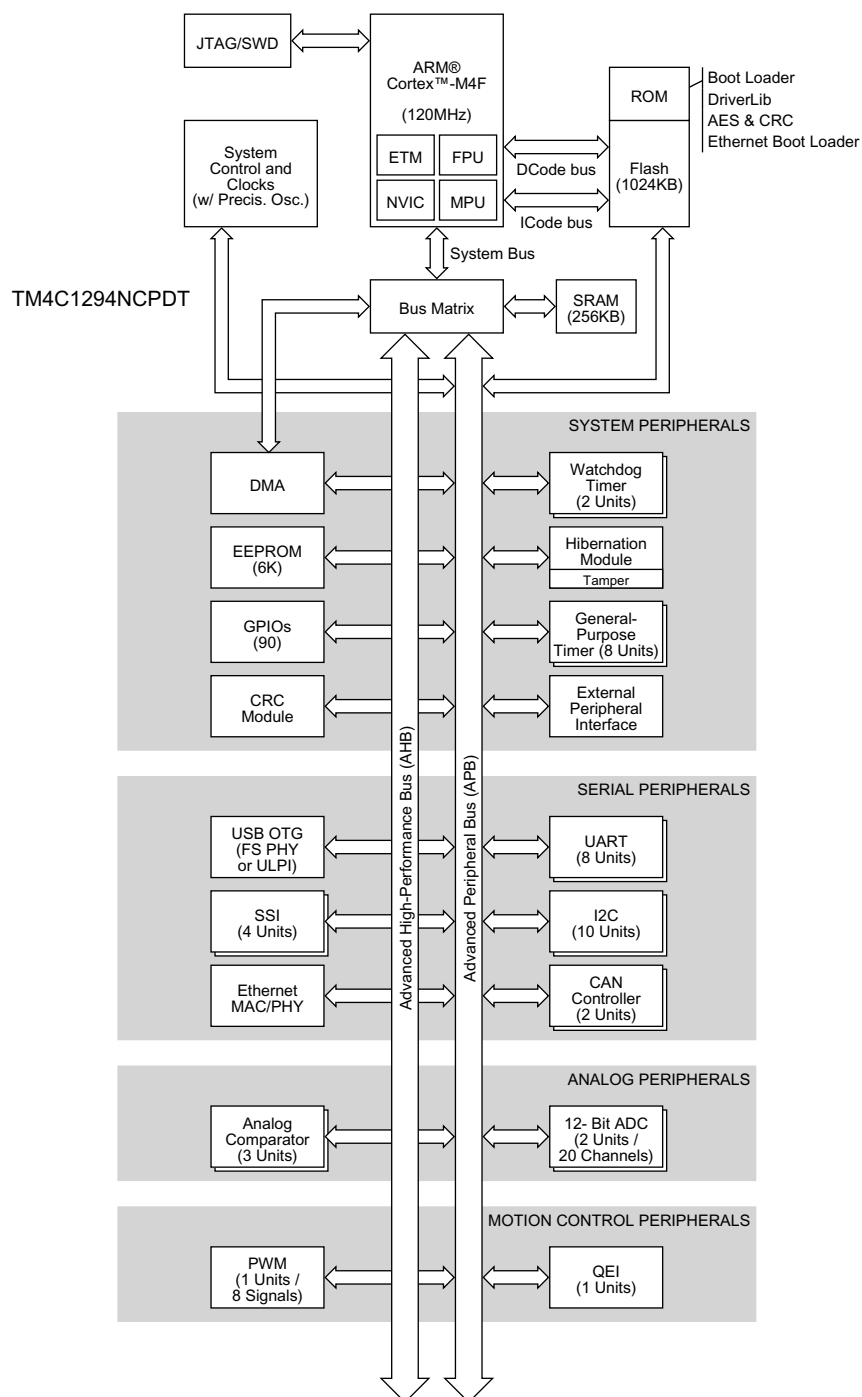 JTAG/SWD
ARM®
Cortex™-M4F
(120MHz)
ETM
FPU
NVIC
MPU
ROM
Flash
(1024KB)
Boot Loader
DriverLib
AES & CRC
Ethernet Boot Loader
DCode bus
ICode bus
System
Control and
Clocks
(w/ Precis. Osc.)
System Bus
TM4C1294NCPDT
Bus Matrix
SRAM
(256KB)
SYSTEM PERIPHERALS
DMA
Watchdog
Timer
(2 Units)
EEPROM
(6K)
Hibernation
Module
Tamper
GPIOs
(90)
General-
Purpose
Timer (8 Units)
CRC
Module
External
Peripheral
Interface
Advanced High-Performance Bus (AHB)
Advanced Peripheral Bus (APB)
SERIAL PERIPHERALS
USB OTG
(FS PHY
or ULPI)
UART
(8 Units)
SSI
(4 Units)
I2C
(10 Units)
Ethernet
MAC/PHY
CAN
Controller
(2 Units)
ANALOG PERIPHERALS
Analog
Comparator
(3 Units)
12- Bit ADC
(2 Units /
20 Channels)
MOTION CONTROL PERIPHERALS
PWM
(1 Units /
8 Signals)
QEI
(1 Units)